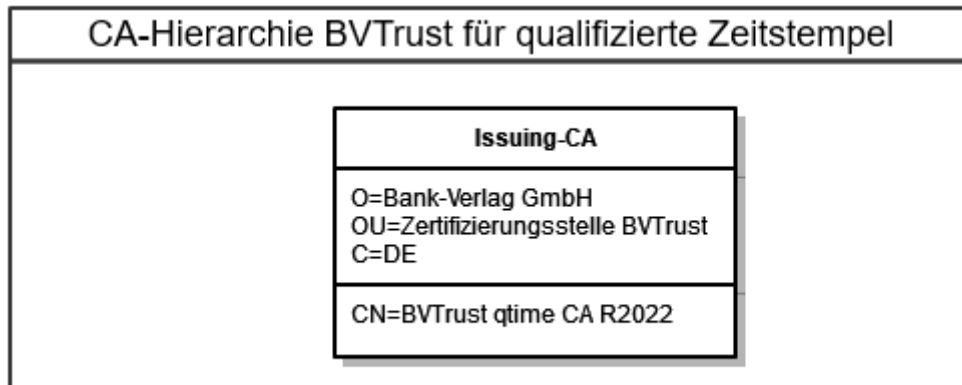 CA-Hierarchie BVTrust für qualifizierte Zeitstempel
Issuing-CA
O=Bank-Verlag GmbH
OU=Zertifizierungsstelle BVTrust
C=DE
CN=BVTrust qtime CA R2022